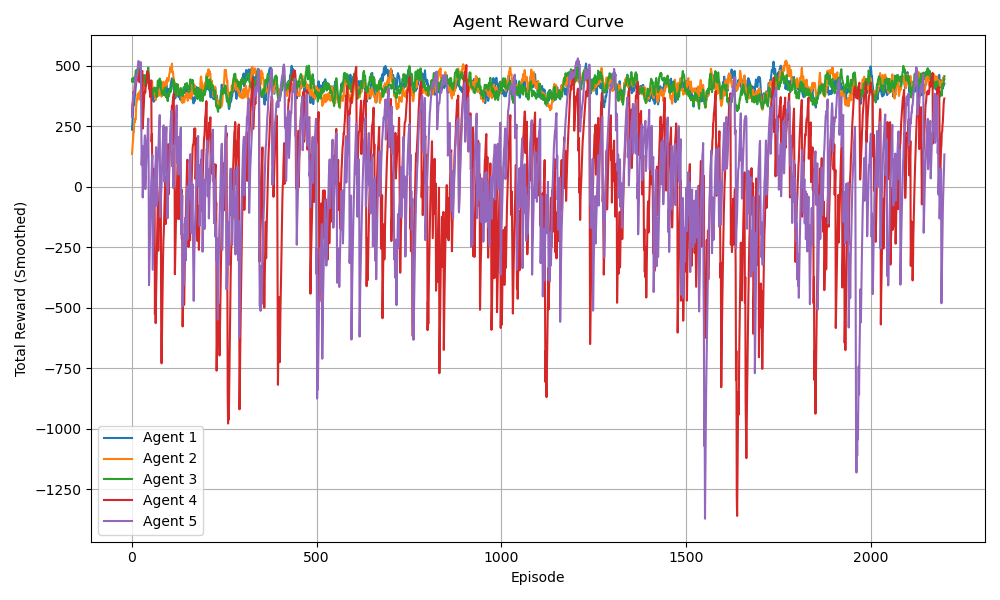 Agent Reward Curve
Total Reward (Smoothed)
500
250
0
−250
−500
−750
−1000
−1250
Agent 1
Agent 2
Agent 3
Agent 4
Agent 5
0
500
1000
1500
2000
Episode